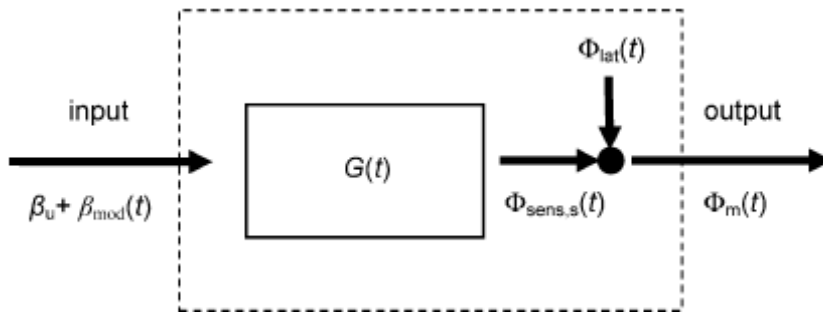 Φlat(t)
input
output
G(t)
βu+ βmod(t)
Φsens,s(t)
Φm(t)